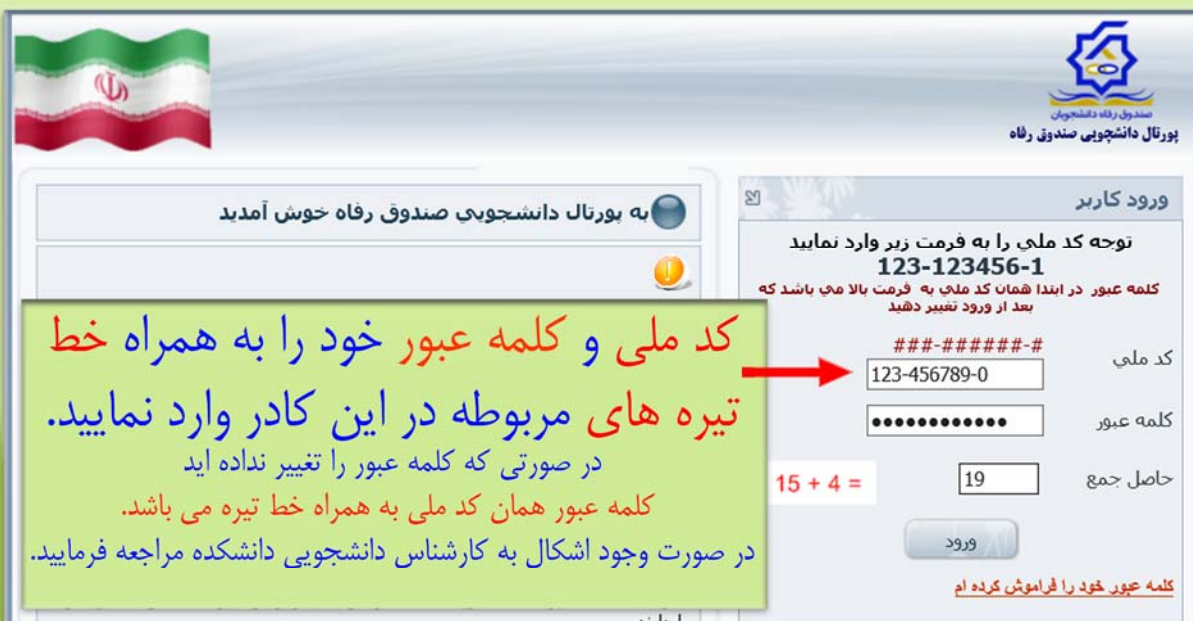 صندوق رفاه دانشجویان
پورتال دانشجویی صندوق رفاه
ورود کاربر
توجه کد ملي را به فرمت زير وارد نماييد
123-123456-1
کلمه عبور در ابتدا همان کد ملي به فرمت بالا مي باشد که
بعد از ورود تغيير دهيد
###-######-#
کد ملي
123-456789-0
کلمه عبور
••••••••••••
حاصل جمع
19
15 + 4 =
ورود
کلمه عبور خود را فراموش کرده ام
به پورتال دانشجويي صندوق رفاه خوش آمديد
کد ملی و کلمه عبور خود را به همراه خط
تیره های مربوطه در این کادر وارد نمایید.
در صورتی که کلمه عبور را تغییر نداده اید
کلمه عبور همان کد ملی به همراه خط تیره می باشد.
در صورت وجود اشکال به کارشناس دانشجویی دانشکده مراجعه فرمایید.